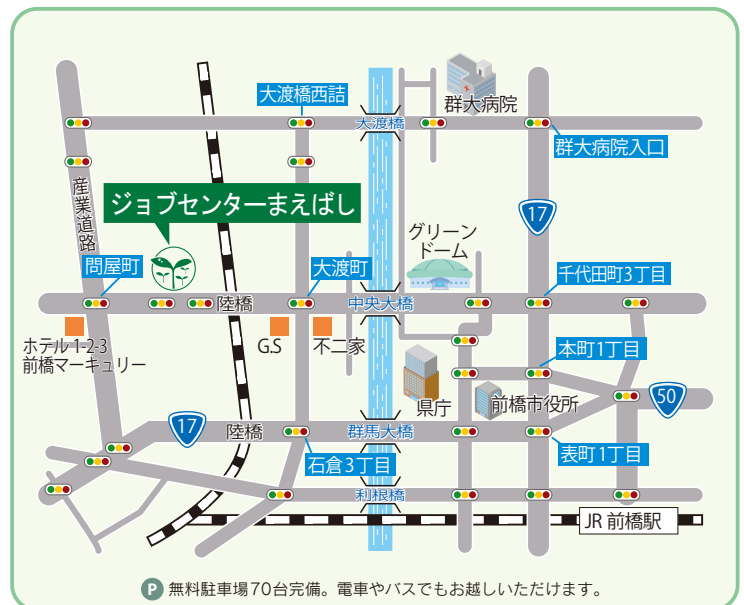 群大病院
大渡橋西詰
大渡橋
群大病院入口
産業道路
ジョブセンターまえばし
17
グリーン
ドーム
問屋町
大渡町
千代田町3丁目
陸橋
中央大橋
ホテル1-2-3
前橋マーキュリー
G.S
不二家
本町1丁目
県庁
前橋市役所
50
17
陸橋
群馬大橋
石倉3丁目
表町1丁目
利根橋
JR 前橋駅
P 無料駐車場70台完備。電車やバスでもお越しいただけます。